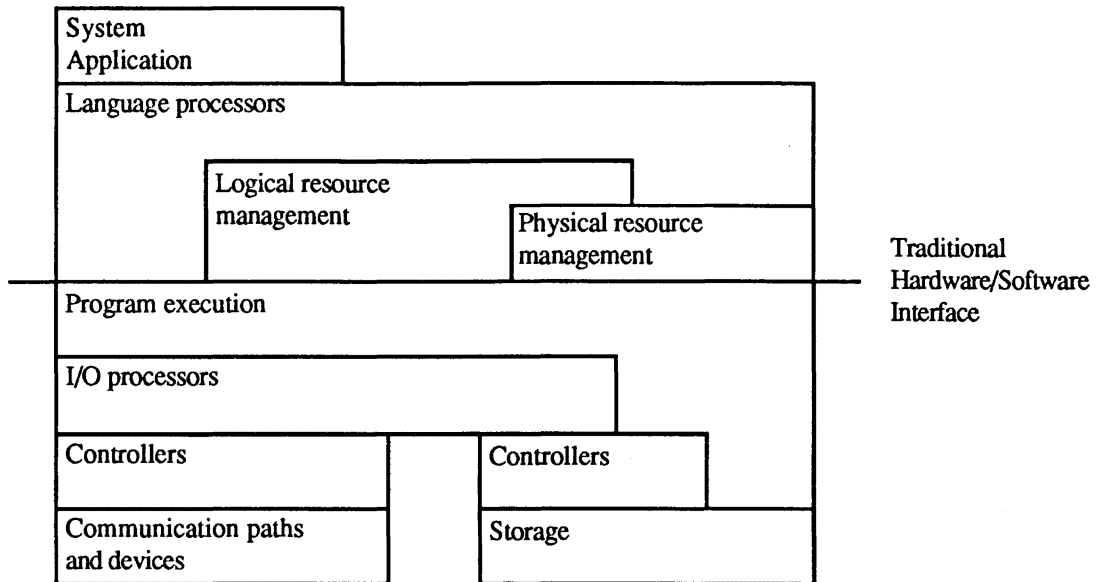 System
Application
Language processors
Logical resource
management
Physical resource
management
Traditional
Hardware/Software
Interface
Program execution
I/O processors
Controllers
Controllers
Communication paths
and devices
Storage